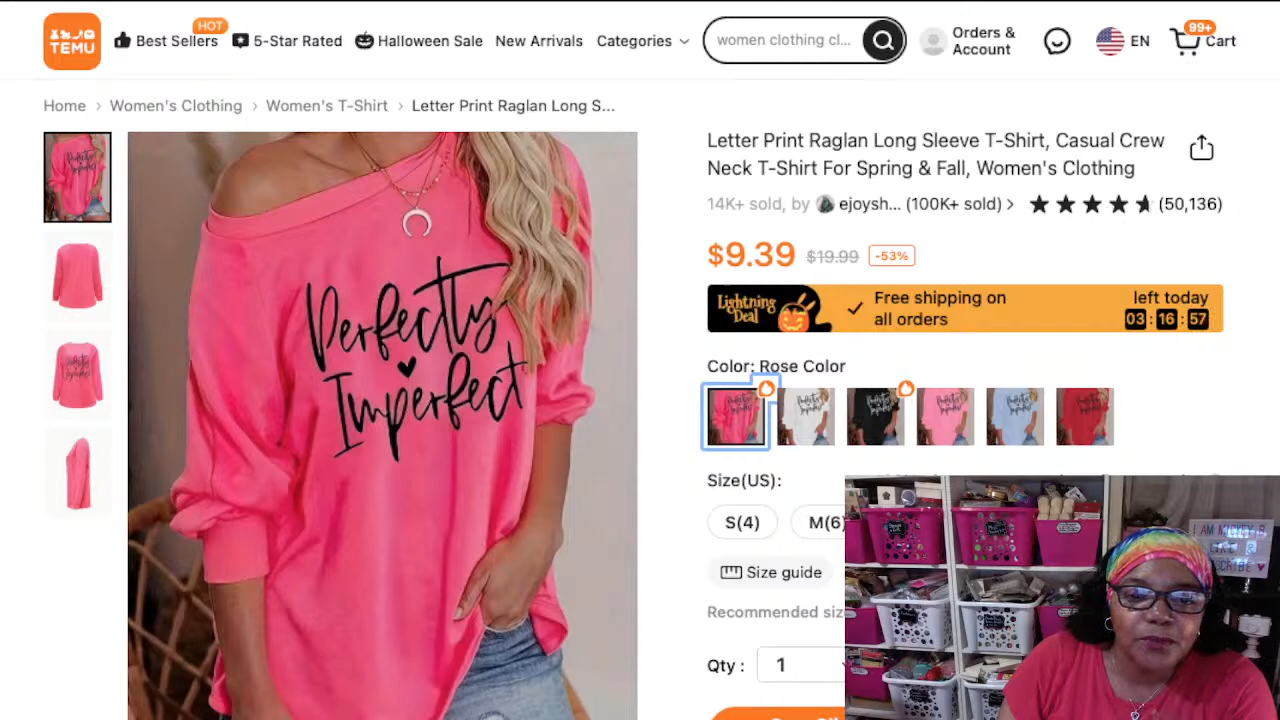 TEMU
Best Sellers
HOT
5-Star Rated
Halloween Sale
New Arrivals
Categories
women clothing cl...
Orders &
Account
EN
99+
Cart
Home › Women's Clothing › Women's T-Shirt › Letter Print Raglan Long S...
Letter Print Raglan Long Sleeve T-Shirt, Casual Crew
Neck T-Shirt For Spring & Fall, Women's Clothing
14K+ sold, by ejoysh... (100K+ sold) › (50,136)
$9.39 $19.99 -53%
Lightning
Deal
Free shipping on
all orders
left today
03 : 16 : 57
Color: Rose Color
Size(US):
S(4)
M(6)
Size guide
Recommended siz
Qty :
1
Perfectly
Imperfect
I AM MICKEY B